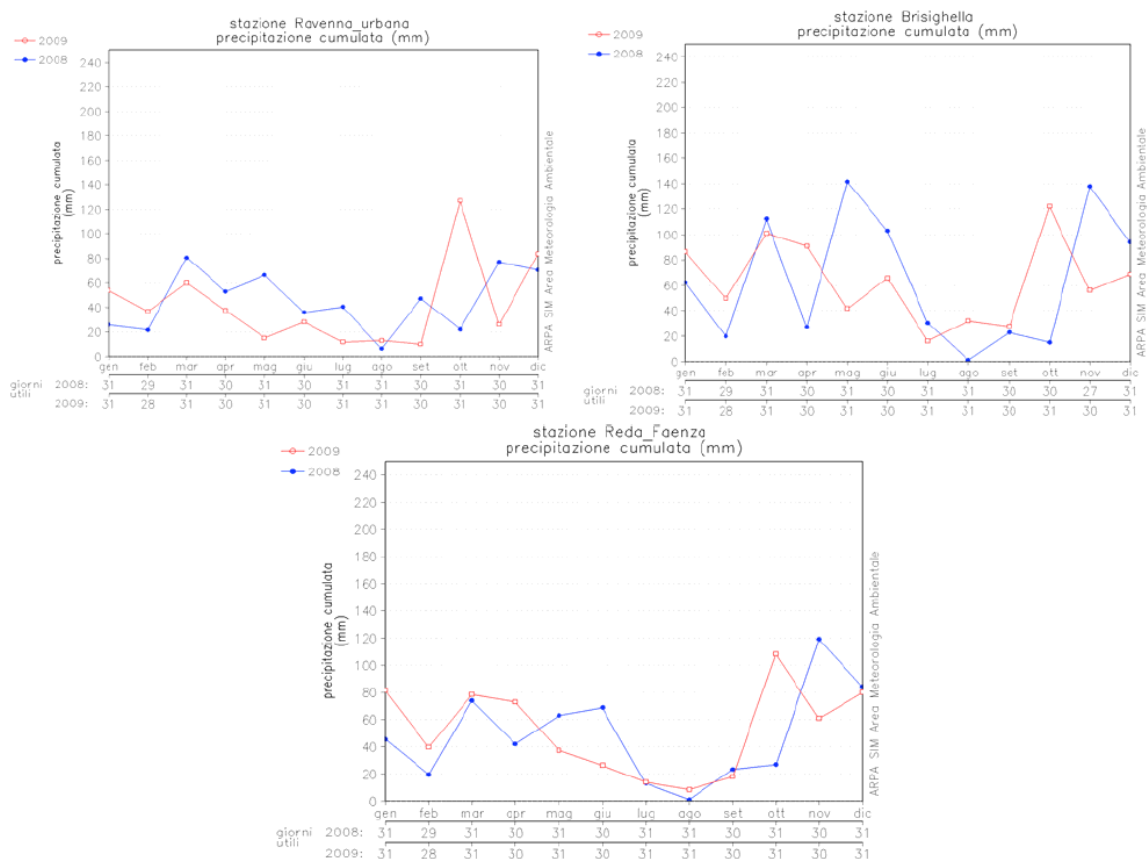 stazione Ravenna_urbana
precipitazione cumulata (mm)
2009
2008
240
220
200
180
160
140
120
100
80
60
40
20
0
precipitazione cumulata
(mm)
ARPA SIM Area Meteorologia Ambientale
gen feb mar apr mag giu lug ago set ott nov dic
giorni utili
2008: 31 29 31 30 31 30 31 31 30 31 30 31
2009: 31 28 31 30 31 30 31 31 30 31 30 31
stazione Brisighella
precipitazione cumulata (mm)
2009
2008
240
220
200
180
160
140
120
100
80
60
40
20
0
precipitazione cumulata
(mm)
ARPA SIM Area Meteorologia Ambientale
gen feb mar apr mag giu lug ago set ott nov dic
giorni utili
2008: 31 29 31 30 31 30 31 31 30 30 27 31
2009: 31 28 31 30 31 30 31 31 30 31 30 31
stazione Reda_Faenza
precipitazione cumulata (mm)
2009
2008
240
220
200
180
160
140
120
100
80
60
40
20
0
precipitazione cumulata
(mm)
ARPA SIM Area Meteorologia Ambientale
gen feb mar apr mag giu lug ago set ott nov dic
giorni utili
2008: 31 29 31 30 31 30 31 31 30 31 30 31
2009: 31 28 31 30 31 30 31 31 30 31 30 31